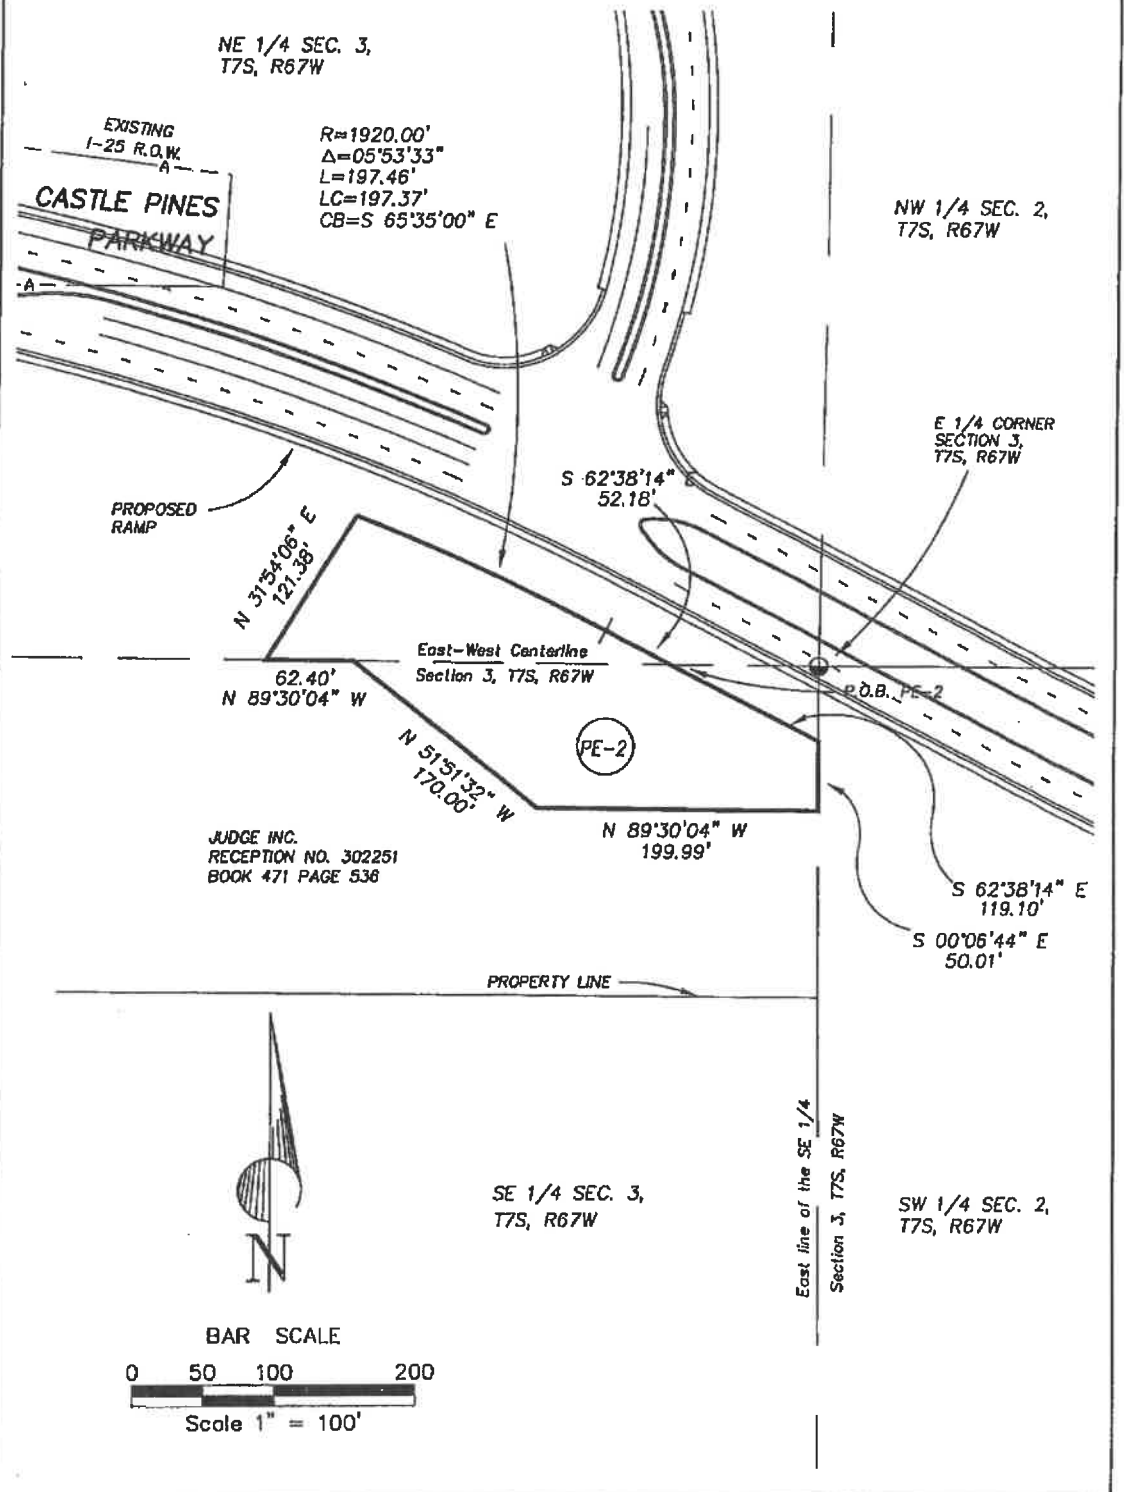 NE 1/4 SEC. 3,
T7S, R67W
EXISTING
I-25 R.O.W.
A
CASTLE PINES
PARKWAY
A
R=1920.00'
Δ=05°53'33"
L=197.46'
LC=197.37'
CB=S 65°35'00" E
NW 1/4 SEC. 2,
T7S, R67W
E 1/4 CORNER
SECTION 3,
T7S, R67W
S 62°38'14" E
52.18'
PROPOSED
RAMP
N 31°54'06" E
121.38'
East-West Centerline
Section 3, T7S, R67W
62.40'
N 89°30'04" W
P.O.B. PE-2
PE-2
N 51°51'32" W
170.00'
N 89°30'04" W
199.99'
JUDGE INC.
RECEPTION NO. 302251
BOOK 471 PAGE 536
S 62°38'14" E
119.10'
S 00°06'44" E
50.01'
PROPERTY LINE
East line of the SE 1/4
Section 3, T7S, R67W
SE 1/4 SEC. 3,
T7S, R67W
SW 1/4 SEC. 2,
T7S, R67W
N
BAR SCALE
0 50 100 200
Scale 1" = 100'